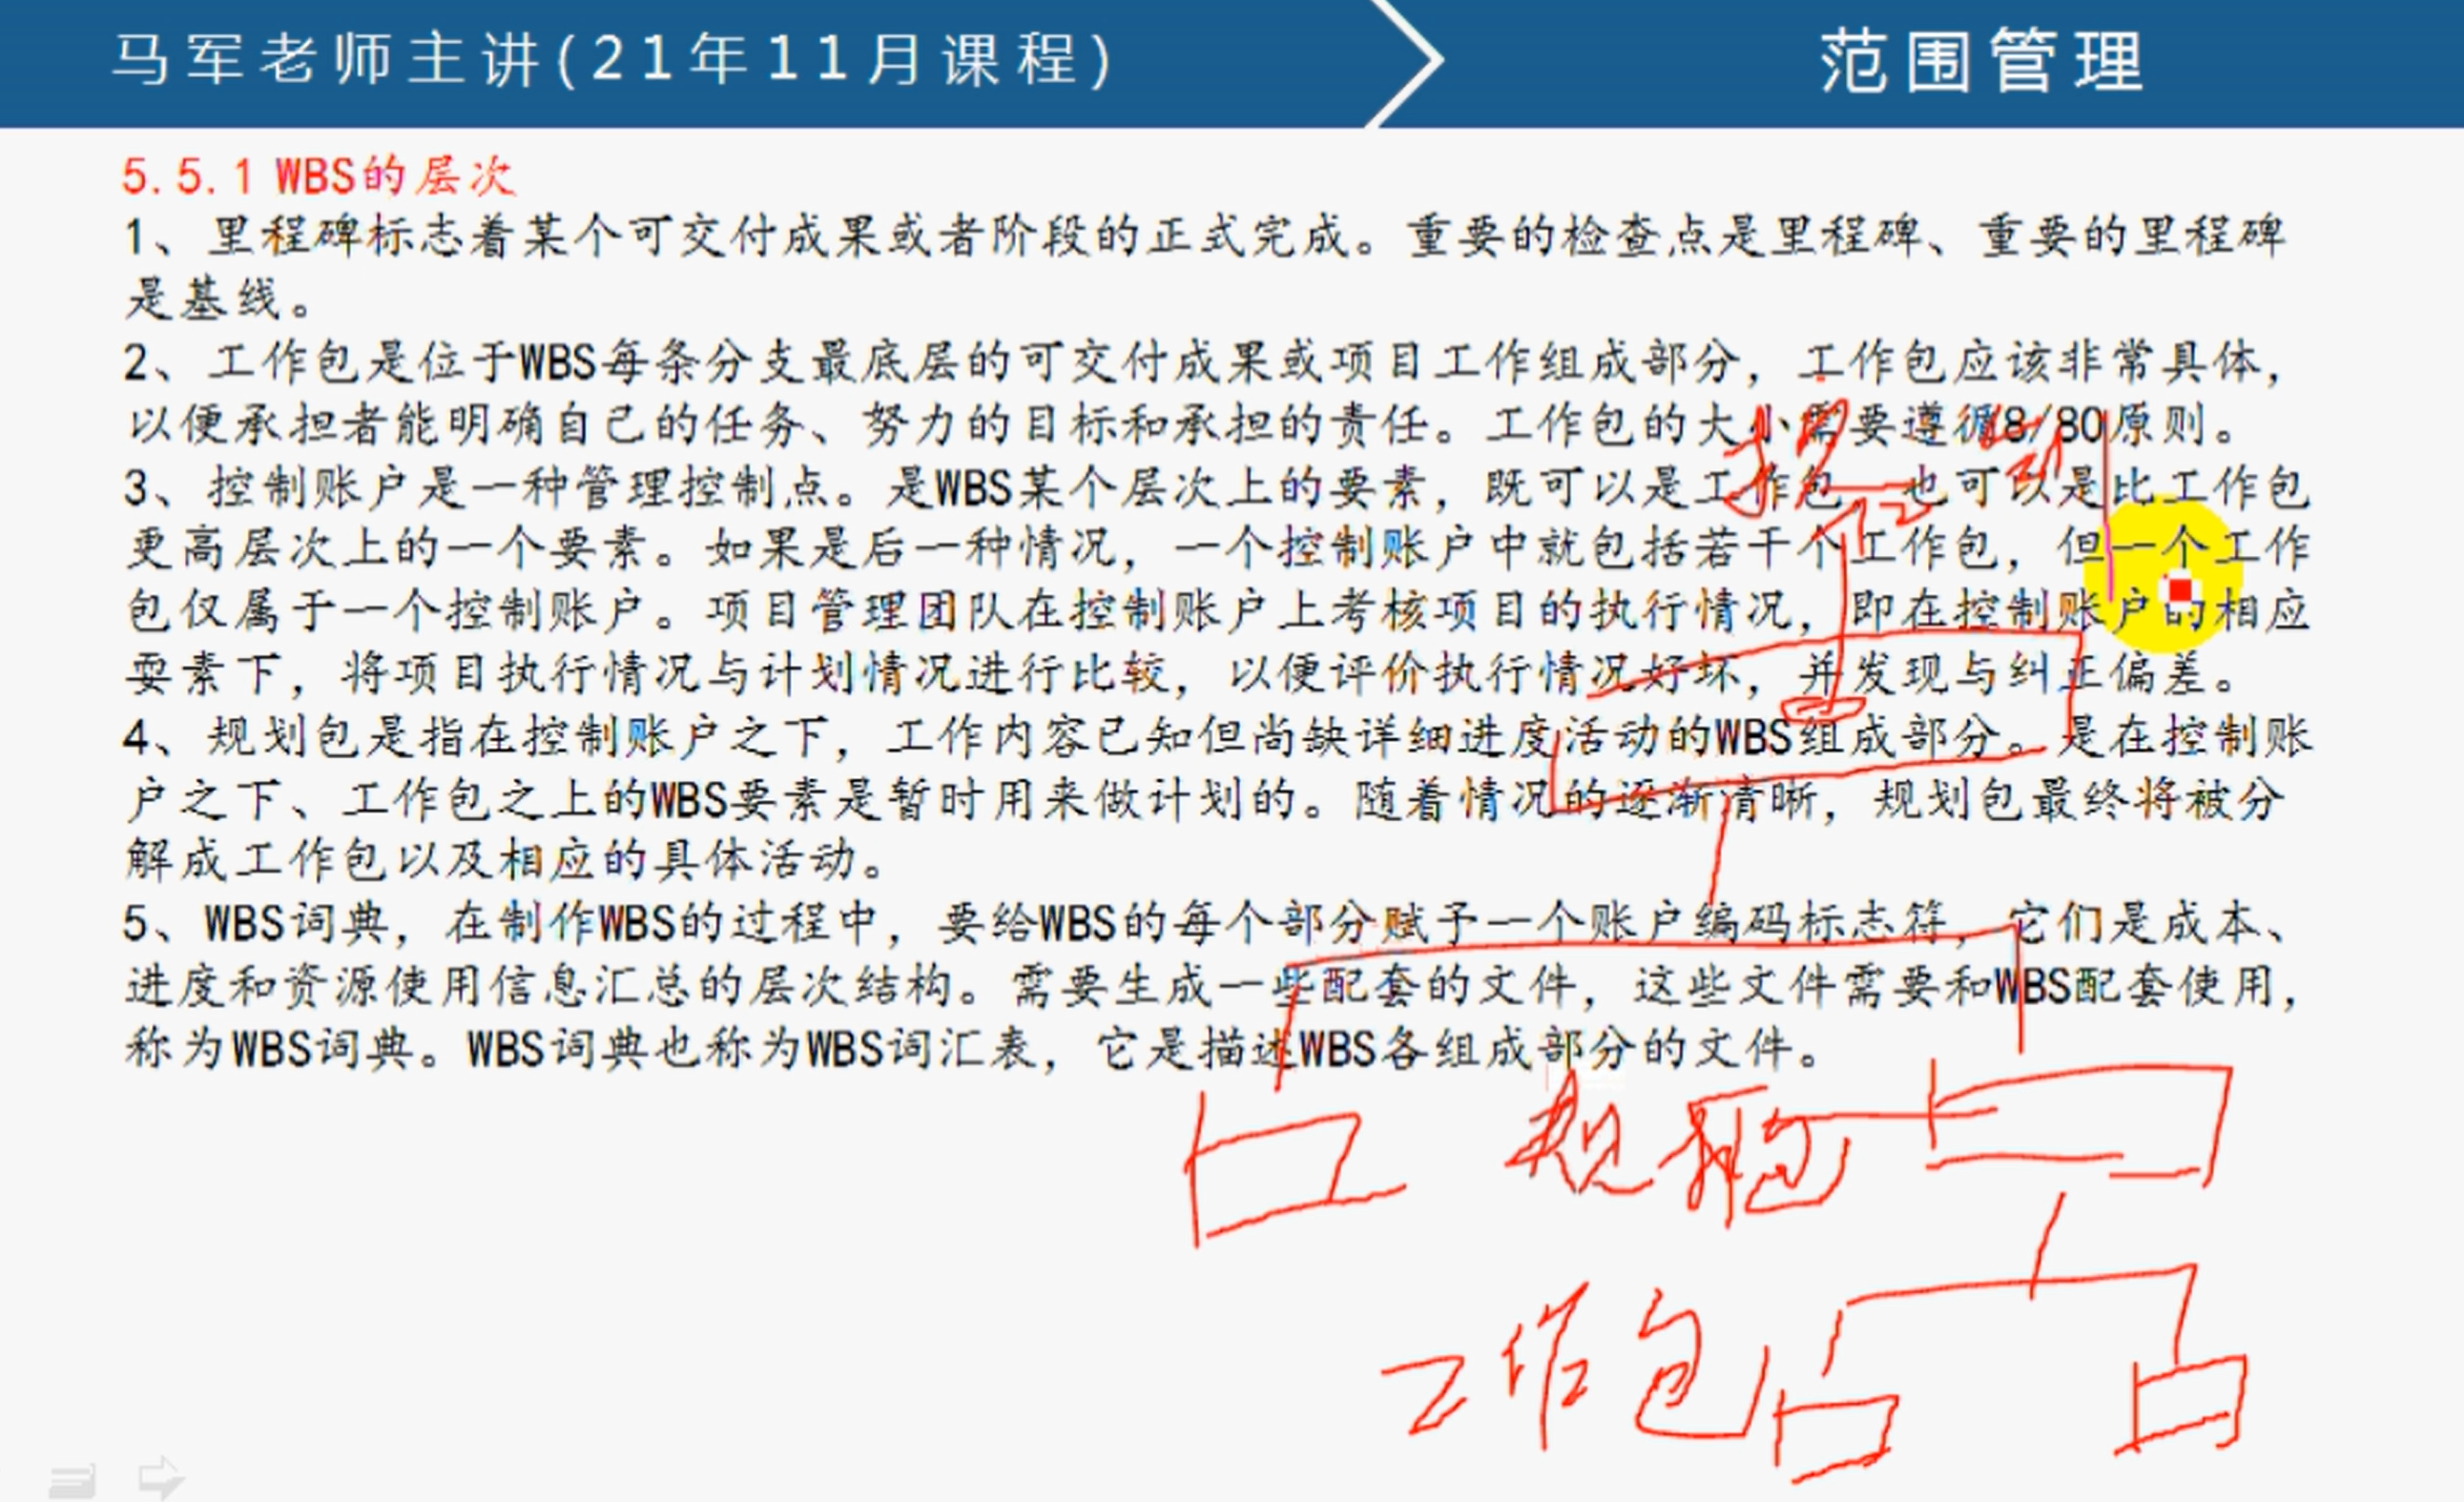 马军老师主讲(21年11月课程)
范围管理
5.5.1 WBS的层次
1、里程碑标志着某个可交付成果或者阶段的正式完成。重要的检查点是里程碑、重要的里程碑
是基线。
2、工作包是位于WBS每条分支最底层的可交付成果或项目工作组成部分，工作包应该非常具体，
以便承担者能明确自己的任务、努力的目标和承担的责任。工作包的大小需要遵循8/80原则。
3、控制账户是一种管理控制点。是WBS某个层次上的要素，既可以是工作包，也可以是比工作包
更高层次上的一个要素。如果是后一种情况，一个控制账户中就包括若干个工作包，但一个工作
包仅属于一个控制账户。项目管理团队在控制账户上考核项目的执行情况，即在控制账户的相应
耍素下，将项目执行情况与计划情况进行比较，以便评价执行情况好坏，并发现与纠正偏差。
4、规划包是指在控制账户之下，工作内容已知但尚缺详细进度活动的WBS组成部分。是在控制账
户之下、工作包之上的WBS要素是暂时用来做计划的。随着情况的逐渐清晰，规划包最终将被分
解成工作包以及相应的具体活动。
5、WBS词典，在制作WBS的过程中，要给WBS的每个部分赋予一个账户编码标志符，它们是成本、
进度和资源使用信息汇总的层次结构。需要生成一些配套的文件，这些文件需要和WBS配套使用，
称为WBS词典。WBS词典也称为WBS词汇表，它是描述WBS各组成部分的文件。
工作包